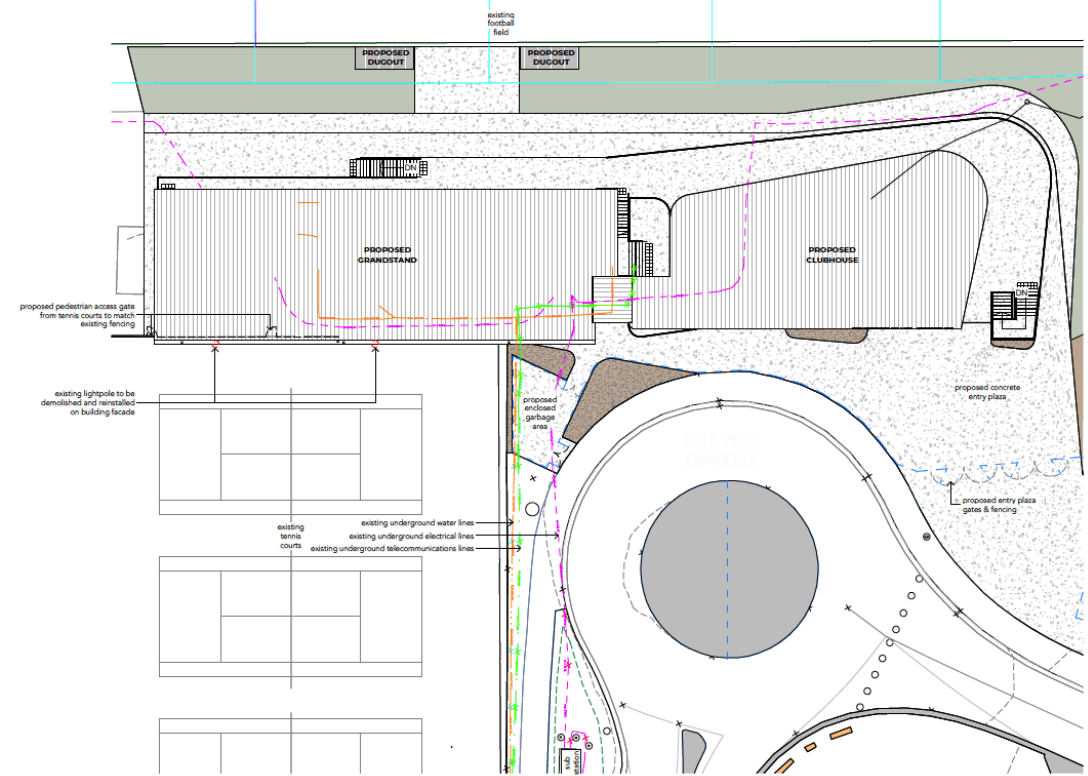 existing
football
field
PROPOSED
DUGOUT
PROPOSED
DUGOUT
DN
PROPOSED
GRANDSTAND
PROPOSED
CLUBHOUSE
DN
proposed pedestrian access gate
from tennis courts to match
existing fencing
existing lightpole to be
demolished and reinstalled
on building facade
proposed
enclosed
garbage
area
proposed concrete
entry plaza
proposed entry plaza
gates & fencing
existing
tennis
courts
existing underground water lines
existing underground electrical lines
existing underground telecommunications lines
sub
station